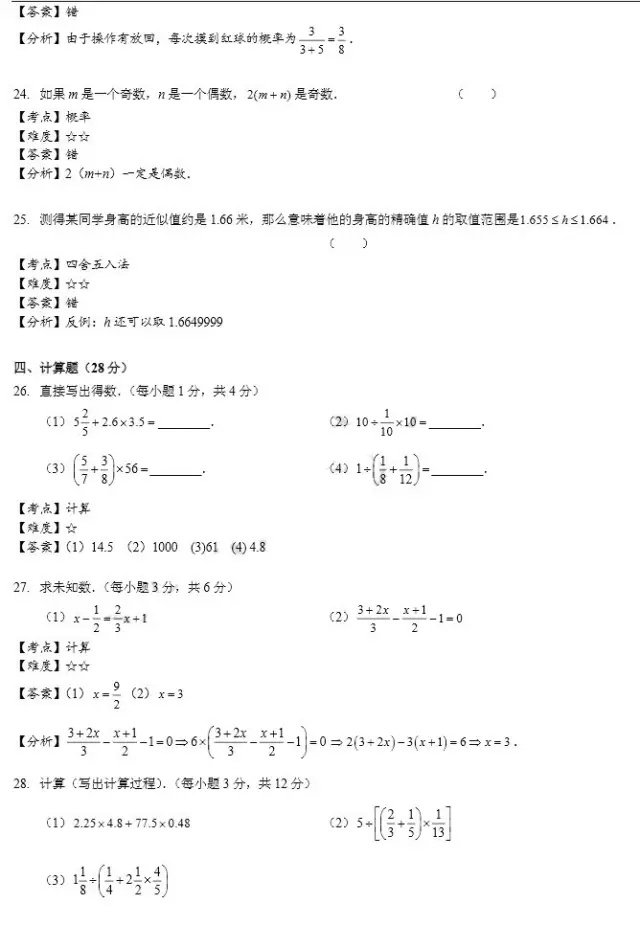 【答案】错
【分析】由于操作有放回，每次摸到红球的概率为 3/(3+5) = 3/8 .
24. 如果 m 是一个奇数，n 是一个偶数，2(m+n) 是奇数. （ ）
【考点】概率
【难度】☆☆
【答案】错
【分析】2（m+n）一定是偶数.
25. 测得某同学身高的近似值约是 1.66 米，那么意味着他的身高的精确值 h 的取值范围是1.655≤h≤1.664 .
（ ）
【考点】四舍五入法
【难度】☆☆
【答案】错
【分析】反例：h 还可以取 1.6649999
四、计算题（28分）
26. 直接写出得数.（每小题 1 分，共 4 分）
（1）5 2/5 + 2.6×3.5 = ________. （2）10 ÷ 1/10 ×10 = ________.
（3）(5/7 + 3/8)×56 = ________. （4）1÷(1/8 + 1/12) = ________.
【考点】计算
【难度】☆
【答案】（1）14.5 （2）1000 (3)61 (4) 4.8
27. 求未知数.（每小题 3 分，共 6 分）
（1）x − 1/2 = 2/3 x + 1 （2）(3+2x)/3 − (x+1)/2 − 1 = 0
【考点】计算
【难度】☆☆
【答案】（1）x = 9/2 （2）x = 3
【分析】(3+2x)/3 − (x+1)/2 − 1 = 0 ⇒ 6×((3+2x)/3 − (x+1)/2 − 1) = 0 ⇒ 2(3+2x) − 3(x+1) = 6 ⇒ x = 3 .
28. 计算（写出计算过程）.（每小题 3 分，共 12 分）
（1）2.25×4.8+77.5×0.48 （2）5÷[(2/3 + 1/5)× 1/13]
（3）1 1/8 ÷(1/4 + 2 1/2 × 4/5)